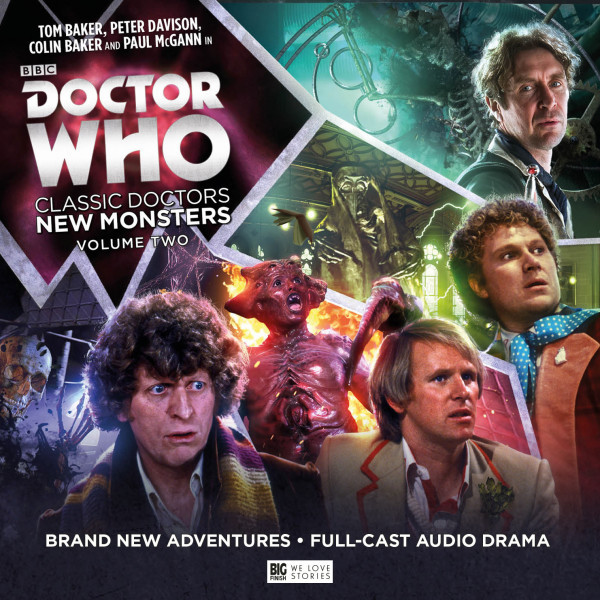 TOM BAKER, PETER DAVISON,
COLIN BAKER AND PAUL McGANN IN
BBC
DOCTOR
WHO
CLASSIC DOCTORS
NEW MONSTERS
VOLUME TWO
BRAND NEW ADVENTURES • FULL-CAST AUDIO DRAMA
BIG FINISH
WE LOVE
STORIES